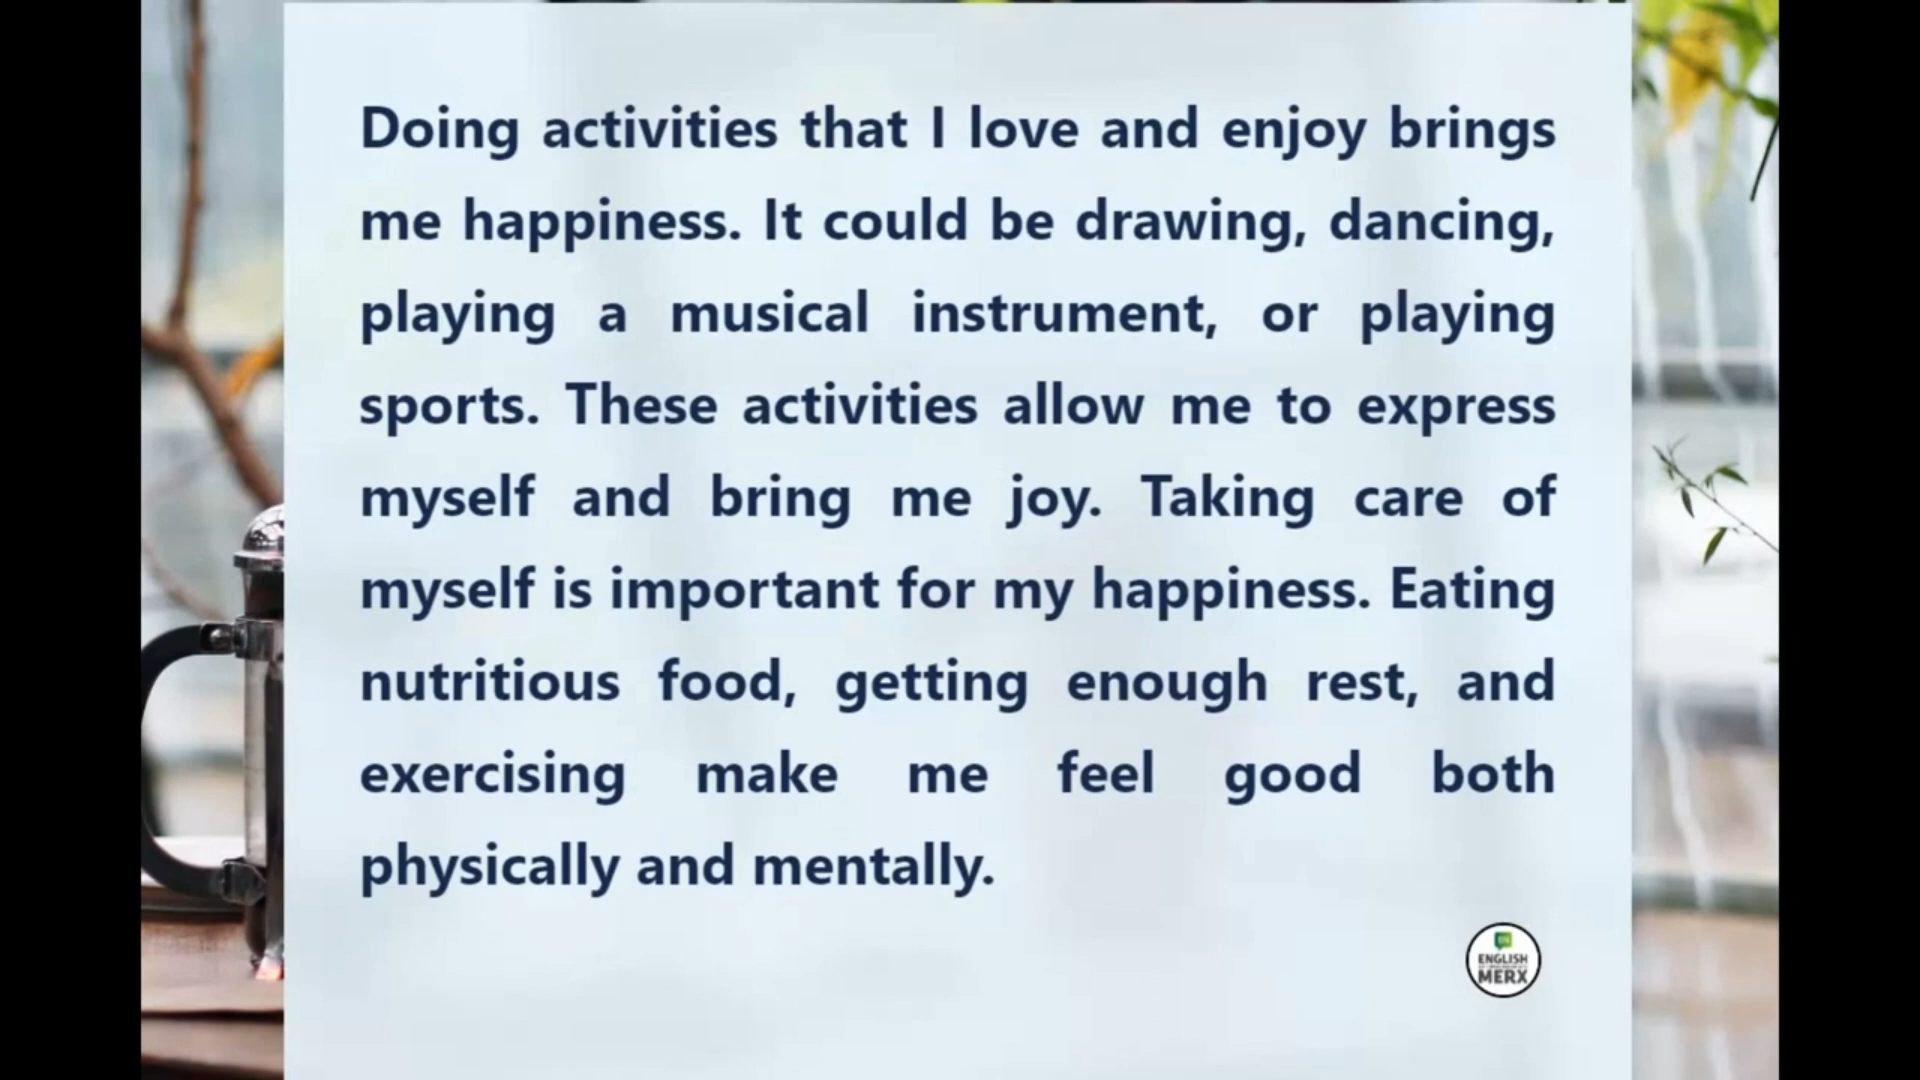 Doing activities that I love and enjoy brings
me happiness. It could be drawing, dancing,
playing a musical instrument, or playing
sports. These activities allow me to express
myself and bring me joy. Taking care of
myself is important for my happiness. Eating
nutritious food, getting enough rest, and
exercising make me feel good both
physically and mentally.
ENGLISH
MERX